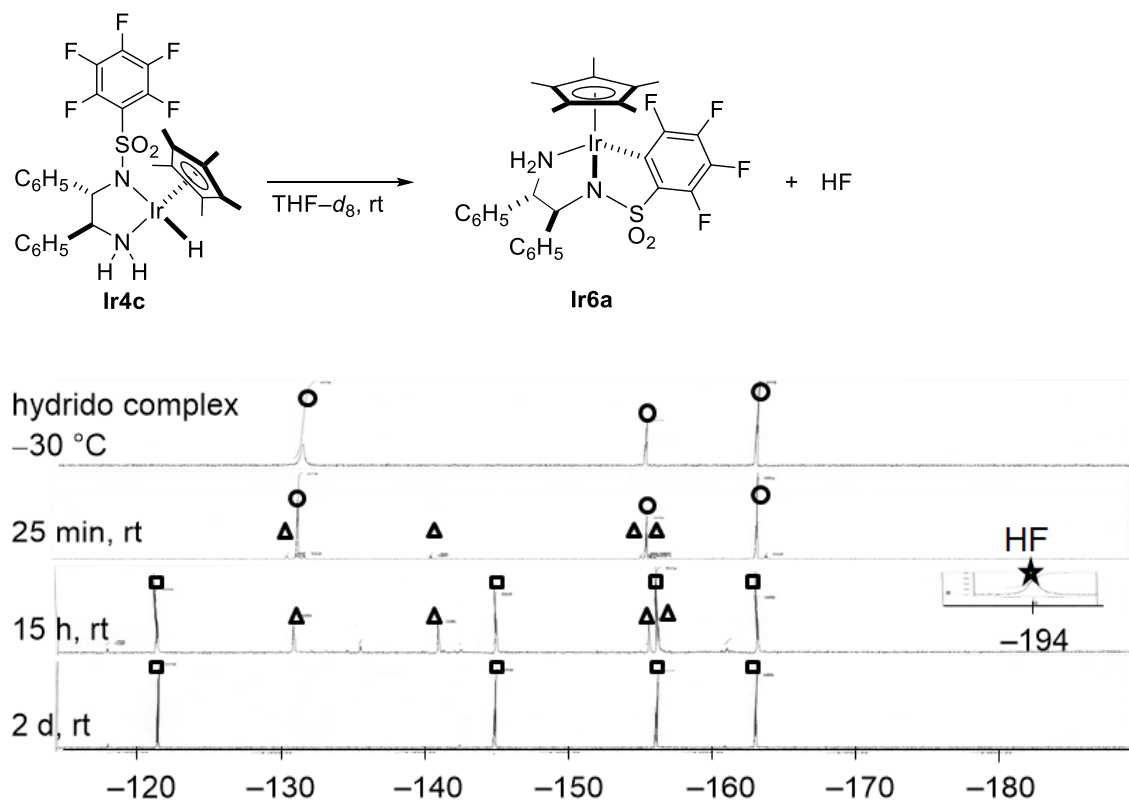 F
F F
F F
S O2
C6H5 N
Ir
C6H5 N H
H H
Ir4c
THF–d8, rt
F F
Ir
H2N F
N
C6H5 S F
O2
C6H5
Ir6a
+ HF
hydrido complex
–30 °C
25 min, rt
15 h, rt
HF
–194
2 d, rt
–120 –130 –140 –150 –160 –170 –180